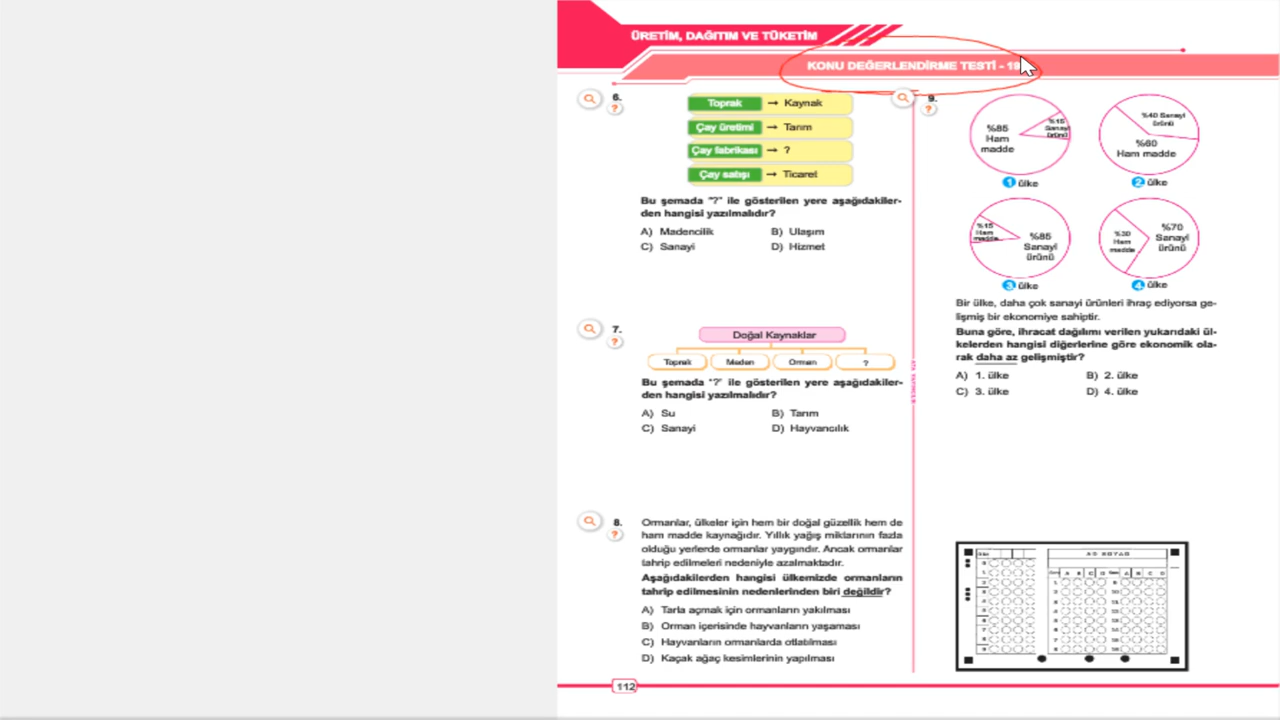 ÜRETİM, DAĞITIM VE TÜKETİM
KONU DEĞERLENDİRME TESTİ - 19
6.
?
Toprak → Kaynak
Çay üretimi → Tarım
Çay fabrikası → ?
Çay satışı → Ticaret
Bu şemada "?" ile gösterilen yere aşağıdakiler-
den hangisi yazılmalıdır?
A) Madencilik B) Ulaşım
C) Sanayi D) Hizmet
7.
?
Doğal Kaynaklar
Toprak Maden Orman ?
Bu şemada "?" ile gösterilen yere aşağıdakiler-
den hangisi yazılmalıdır?
A) Su B) Tarım
C) Sanayi D) Hayvancılık
8.
?
Ormanlar, ülkeler için hem bir doğal güzellik hem de
ham madde kaynağıdır. Yıllık yağış miktarının fazla
olduğu yerlerde ormanlar yaygındır. Ancak ormanlar
tahrip edilmeleri nedeniyle azalmaktadır.
Aşağıdakilerden hangisi ülkemizde ormanların
tahrip edilmesinin nedenlerinden biri değildir?
A) Tarla açmak için ormanların yakılması
B) Orman içerisinde hayvanların yaşaması
C) Hayvanların ormanlarda otlatılması
D) Kaçak ağaç kesimlerinin yapılması
112
9.
?
%85
Ham
madde
%15
Sanayi
ürünü
1 ülke
%40 Sanayi
ürünü
%60
Ham madde
2 ülke
%15
Ham
madde
%85
Sanayi
ürünü
3 ülke
%30
Ham
madde
%70
Sanayi
ürünü
4 ülke
Bir ülke, daha çok sanayi ürünleri ihraç ediyorsa ge-
lişmiş bir ekonomiye sahiptir.
Buna göre, ihracat dağılımı verilen yukarıdaki ül-
kelerden hangisi diğerlerine göre ekonomik ola-
rak daha az gelişmiştir?
A) 1. ülke B) 2. ülke
C) 3. ülke D) 4. ülke
AD SOYAD
A B C D A B C D